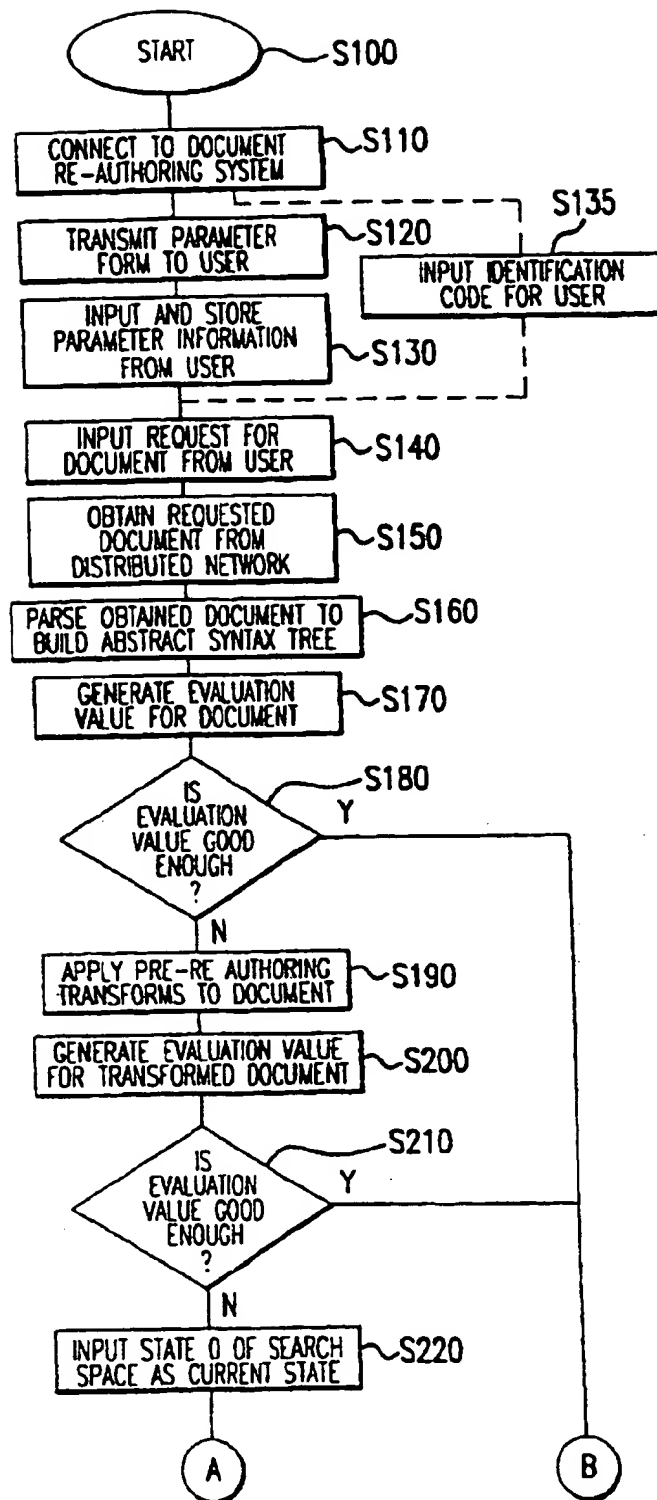 START
S100
CONNECT TO DOCUMENT
RE-AUTHORING SYSTEM
S110
TRANSMIT PARAMETER
FORM TO USER
S120
S135
INPUT IDENTIFICATION
CODE FOR USER
INPUT AND STORE
PARAMETER INFORMATION
FROM USER
S130
INPUT REQUEST FOR
DOCUMENT FROM USER
S140
OBTAIN REQUESTED
DOCUMENT FROM
DISTRIBUTED NETWORK
S150
PARSE OBTAINED DOCUMENT TO
BUILD ABSTRACT SYNTAX TREE
S160
GENERATE EVALUATION
VALUE FOR DOCUMENT
S170
IS
EVALUATION
VALUE GOOD
ENOUGH
?
S180
Y
N
APPLY PRE-RE AUTHORING
TRANSFORMS TO DOCUMENT
S190
GENERATE EVALUATION VALUE
FOR TRANSFORMED DOCUMENT
S200
IS
EVALUATION
VALUE GOOD
ENOUGH
?
S210
Y
N
INPUT STATE 0 OF SEARCH
SPACE AS CURRENT STATE
S220
A
B